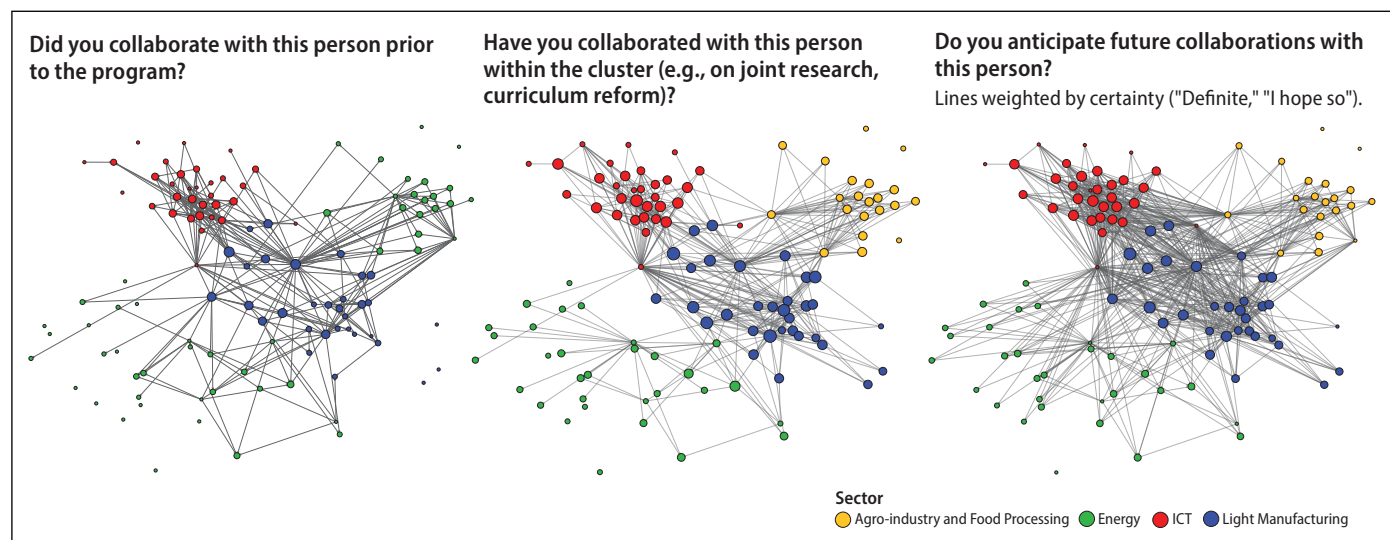 Did you collaborate with this person prior
to the program?
Have you collaborated with this person
within the cluster (e.g., on joint research,
curriculum reform)?
Do you anticipate future collaborations with
this person?
Lines weighted by certainty ("Definite," "I hope so").
Sector
Agro-industry and Food Processing Energy ICT Light Manufacturing